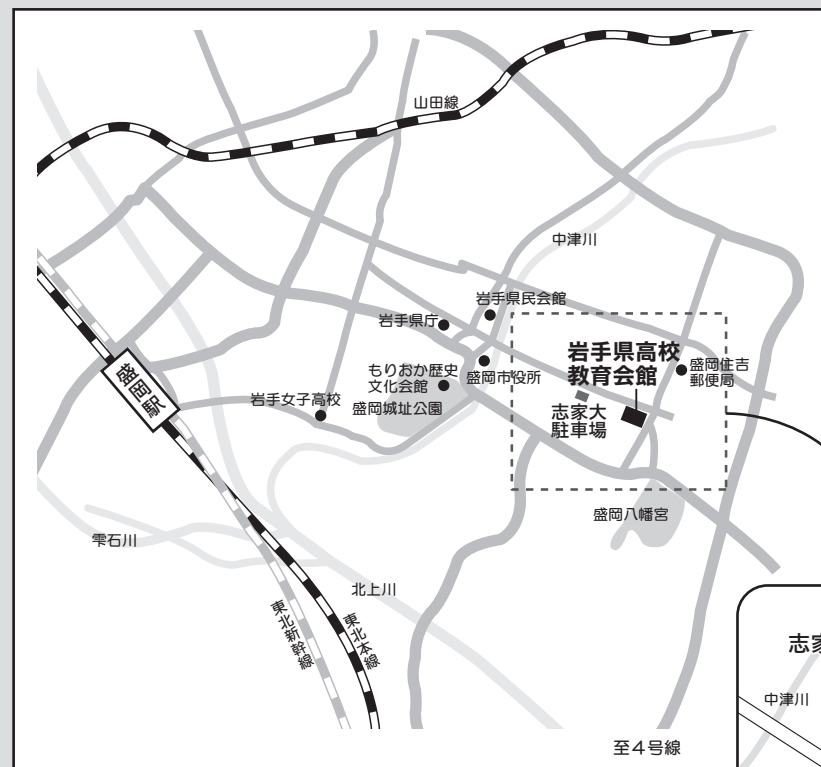 山田線
中津川
岩手県民会館
岩手県庁
岩手県高校
教育会館
盛岡市役所
もりおか歴史
文化会館
盛岡住吉
郵便局
盛岡駅
岩手女子高校
盛岡城址公園
志家大
駐車場
盛岡八幡宮
雫石川
北上川
東北新幹線
東北本線
志家
中津川
至4号線